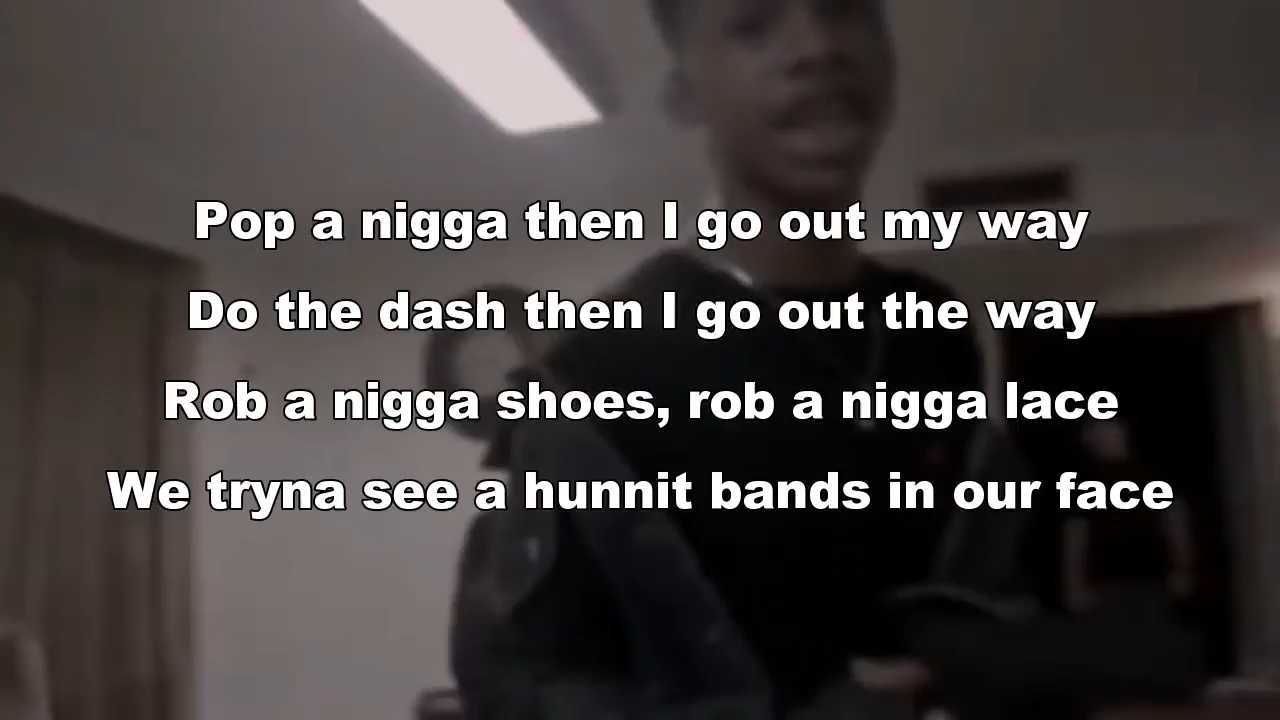 Pop a nigga then I go out my way
Do the dash then I go out the way
Rob a nigga shoes, rob a nigga lace
We tryna see a hunnit bands in our face